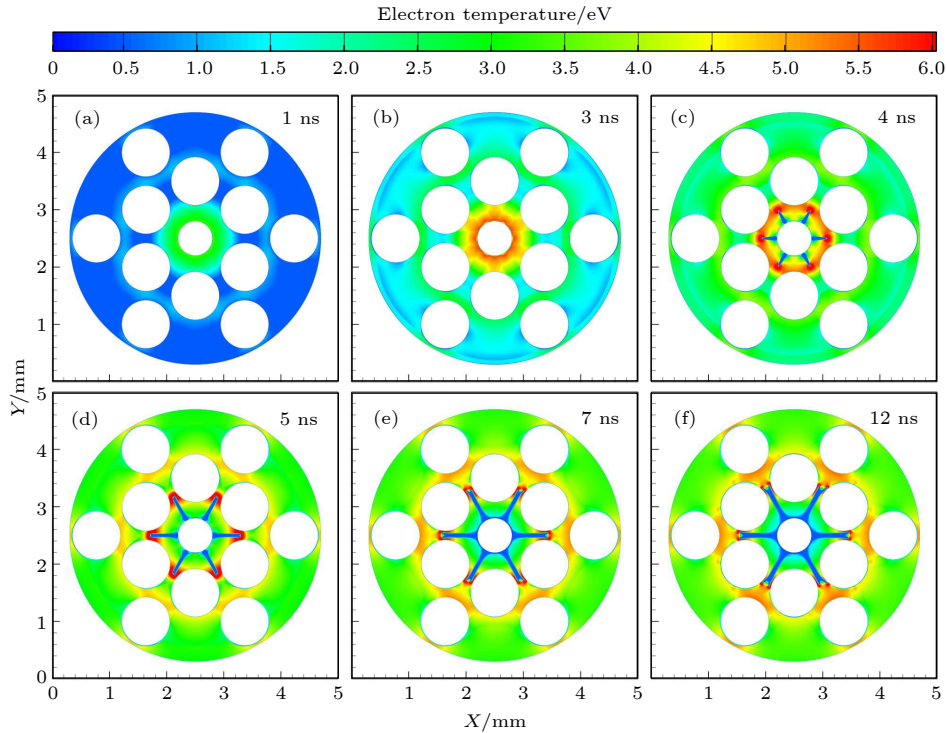 Electron temperature/eV
0 0.5 1.0 1.5 2.0 2.5 3.0 3.5 4.0 4.5 5.0 5.5 6.0
5 (a) 1 ns (b) 3 ns (c) 4 ns
4
3
2
1
Y/mm
5 (d) 5 ns (e) 7 ns (f) 12 ns
4
3
2
1
0
0 1 2 3 4 5 1 2 3 4 5 1 2 3 4 5
X/mm